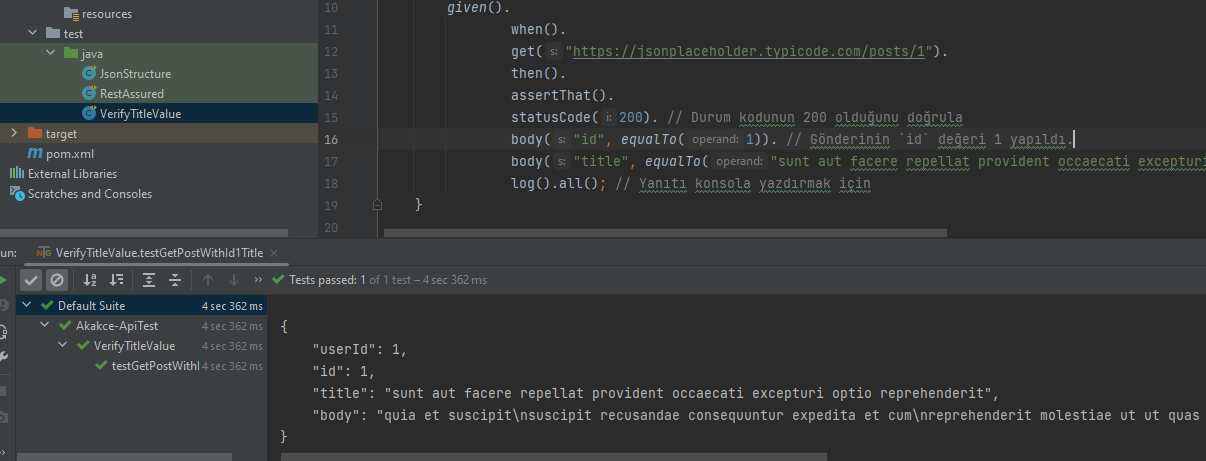 resources
test
java
JsonStructure
RestAssured
VerifyTitleValue
target
pom.xml
External Libraries
Scratches and Consoles
10 given().
11 when().
12 get( s: "https://jsonplaceholder.typicode.com/posts/1").
13 then().
14 assertThat().
15 statusCode( i: 200). // Durum kodunun 200 olduğunu doğrula
16 body( s: "id", equalTo( operand: 1)). // Gönderinin `id` değeri 1 yapıldı.
17 body( s: "title", equalTo( operand: "sunt aut facere repellat provident occaecati excepturi
18 log().all(); // Yanıtı konsola yazdırmak için
19 }
20
un: VerifyTitleValue.testGetPostWithId1Title
Tests passed: 1 of 1 test – 4 sec 362 ms
Default Suite 4 sec 362 ms
Akakce-ApiTest 4 sec 362 ms
VerifyTitleValue 4 sec 362 ms
testGetPostWithI 4 sec 362 ms
{
"userId": 1,
"id": 1,
"title": "sunt aut facere repellat provident occaecati excepturi optio reprehenderit",
"body": "quia et suscipit\nsuscipit recusandae consequuntur expedita et cum\nreprehenderit molestiae ut ut quas
}